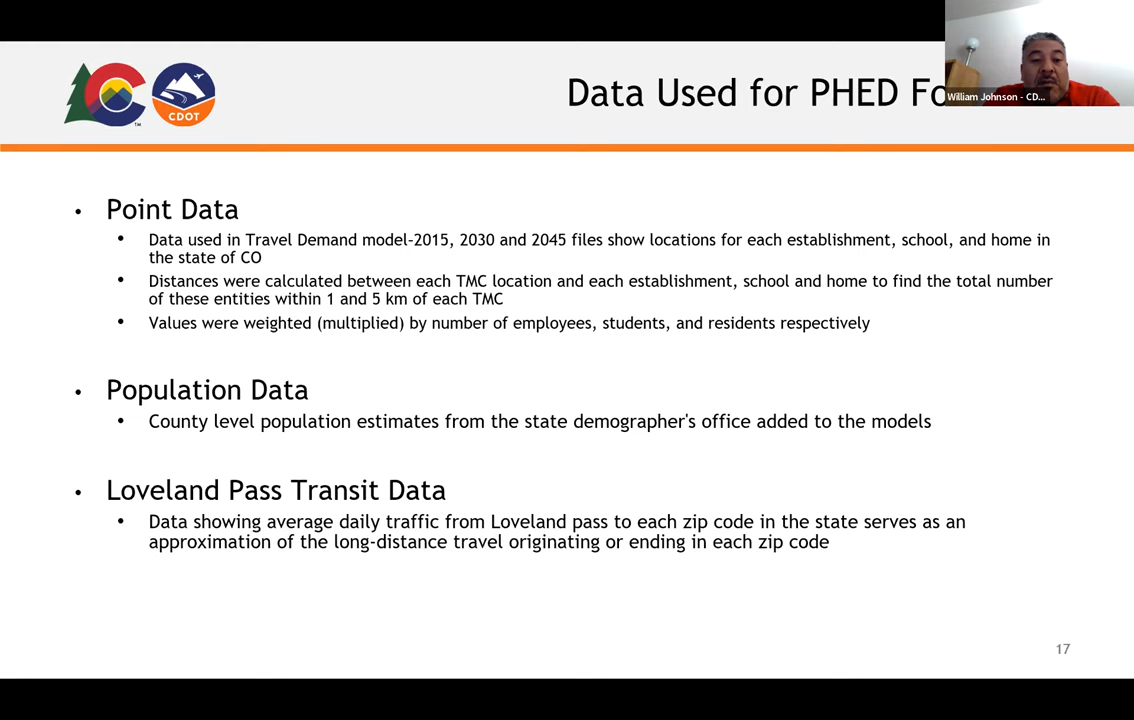 Data Used for PHED Fo
William Johnson - CD...
CDOT
TM
• Point Data
• Data used in Travel Demand model-2015, 2030 and 2045 files show locations for each establishment, school, and home in
the state of CO
• Distances were calculated between each TMC location and each establishment, school and home to find the total number
of these entities within 1 and 5 km of each TMC
• Values were weighted (multiplied) by number of employees, students, and residents respectively
• Population Data
• County level population estimates from the state demographer's office added to the models
• Loveland Pass Transit Data
• Data showing average daily traffic from Loveland pass to each zip code in the state serves as an
approximation of the long-distance travel originating or ending in each zip code
17